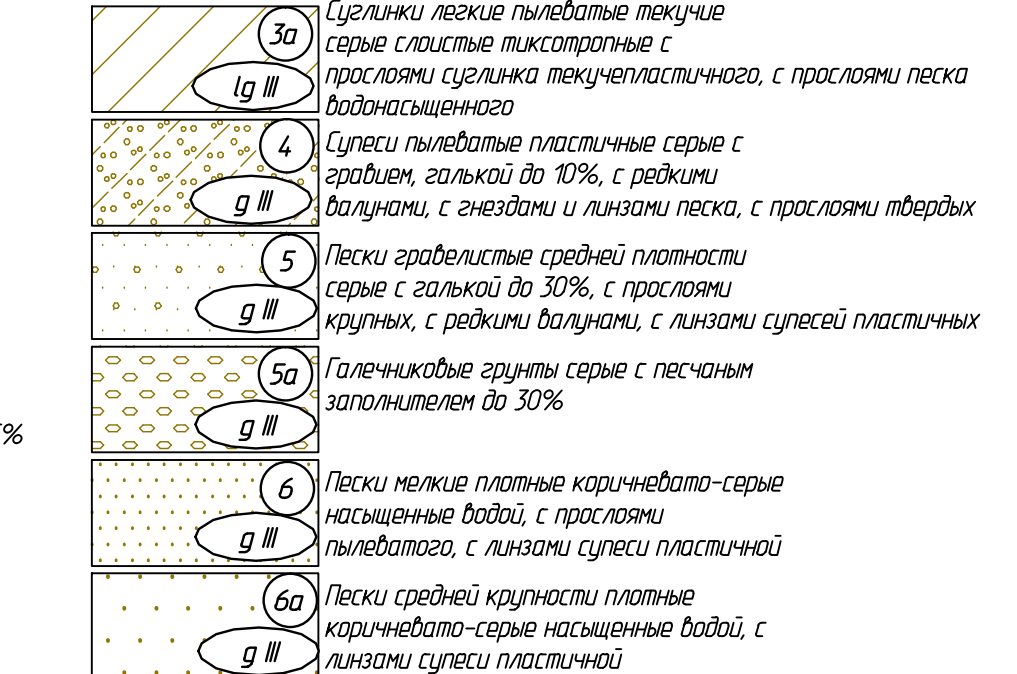 3а
lg III
Суглинки легкие пылеватые текучие
серые слоистые тиксотропные с
прослоями суглинка текучепластичного, с прослоями песка
водонасыщенного
4
g III
Супеси пылеватые пластичные серые с
гравием, галькой до 10%, с редкими
валунами, с гнездами и линзами песка, с прослоями твердых
5
g III
Пески гравелистые средней плотности
серые с галькой до 30%, с прослоями
крупных, с редкими валунами, с линзами супесей пластичных
5а
g III
Галечниковые грунты серые с песчаным
заполнителем до 30%
%
6
g III
Пески мелкие плотные коричневато-серые
насыщенные водой, с прослоями
пылеватого, с линзами супеси пластичной
6а
g III
Пески средней крупности плотные
коричневато-серые насыщенные водой, с
линзами супеси пластичной